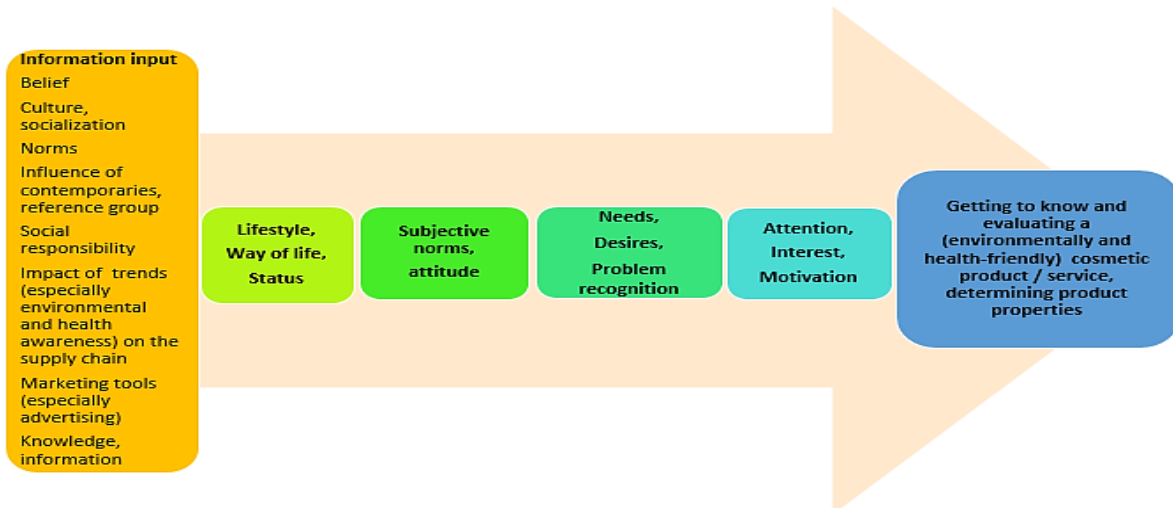 Information input
Belief
Culture,
socialization
Norms
Influence of
contemporaries,
reference group
Social
responsibility
Impact of trends
(especially
environmental
and health
awareness) on the
supply chain
Marketing tools
(especially
advertising)
Knowledge,
information
Lifestyle,
Way of life,
Status
Subjective
norms,
attitude
Needs,
Desires,
Problem
recognition
Attention,
Interest,
Motivation
Getting to know and
evaluating a
(environmentally and
health-friendly) cosmetic
product / service,
determining product
properties